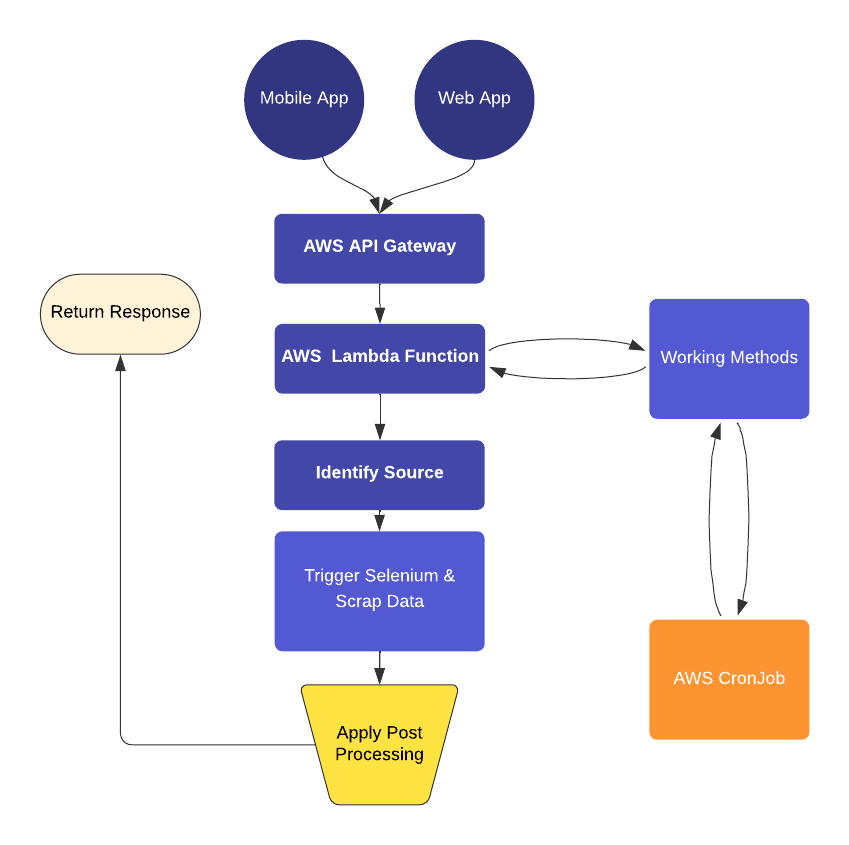 Mobile App
Web App
AWS API Gateway
Return Response
AWS  Lambda Function
Working Methods
Identify Source
Trigger Selenium &
Scrap Data
AWS CronJob
Apply Post
Processing